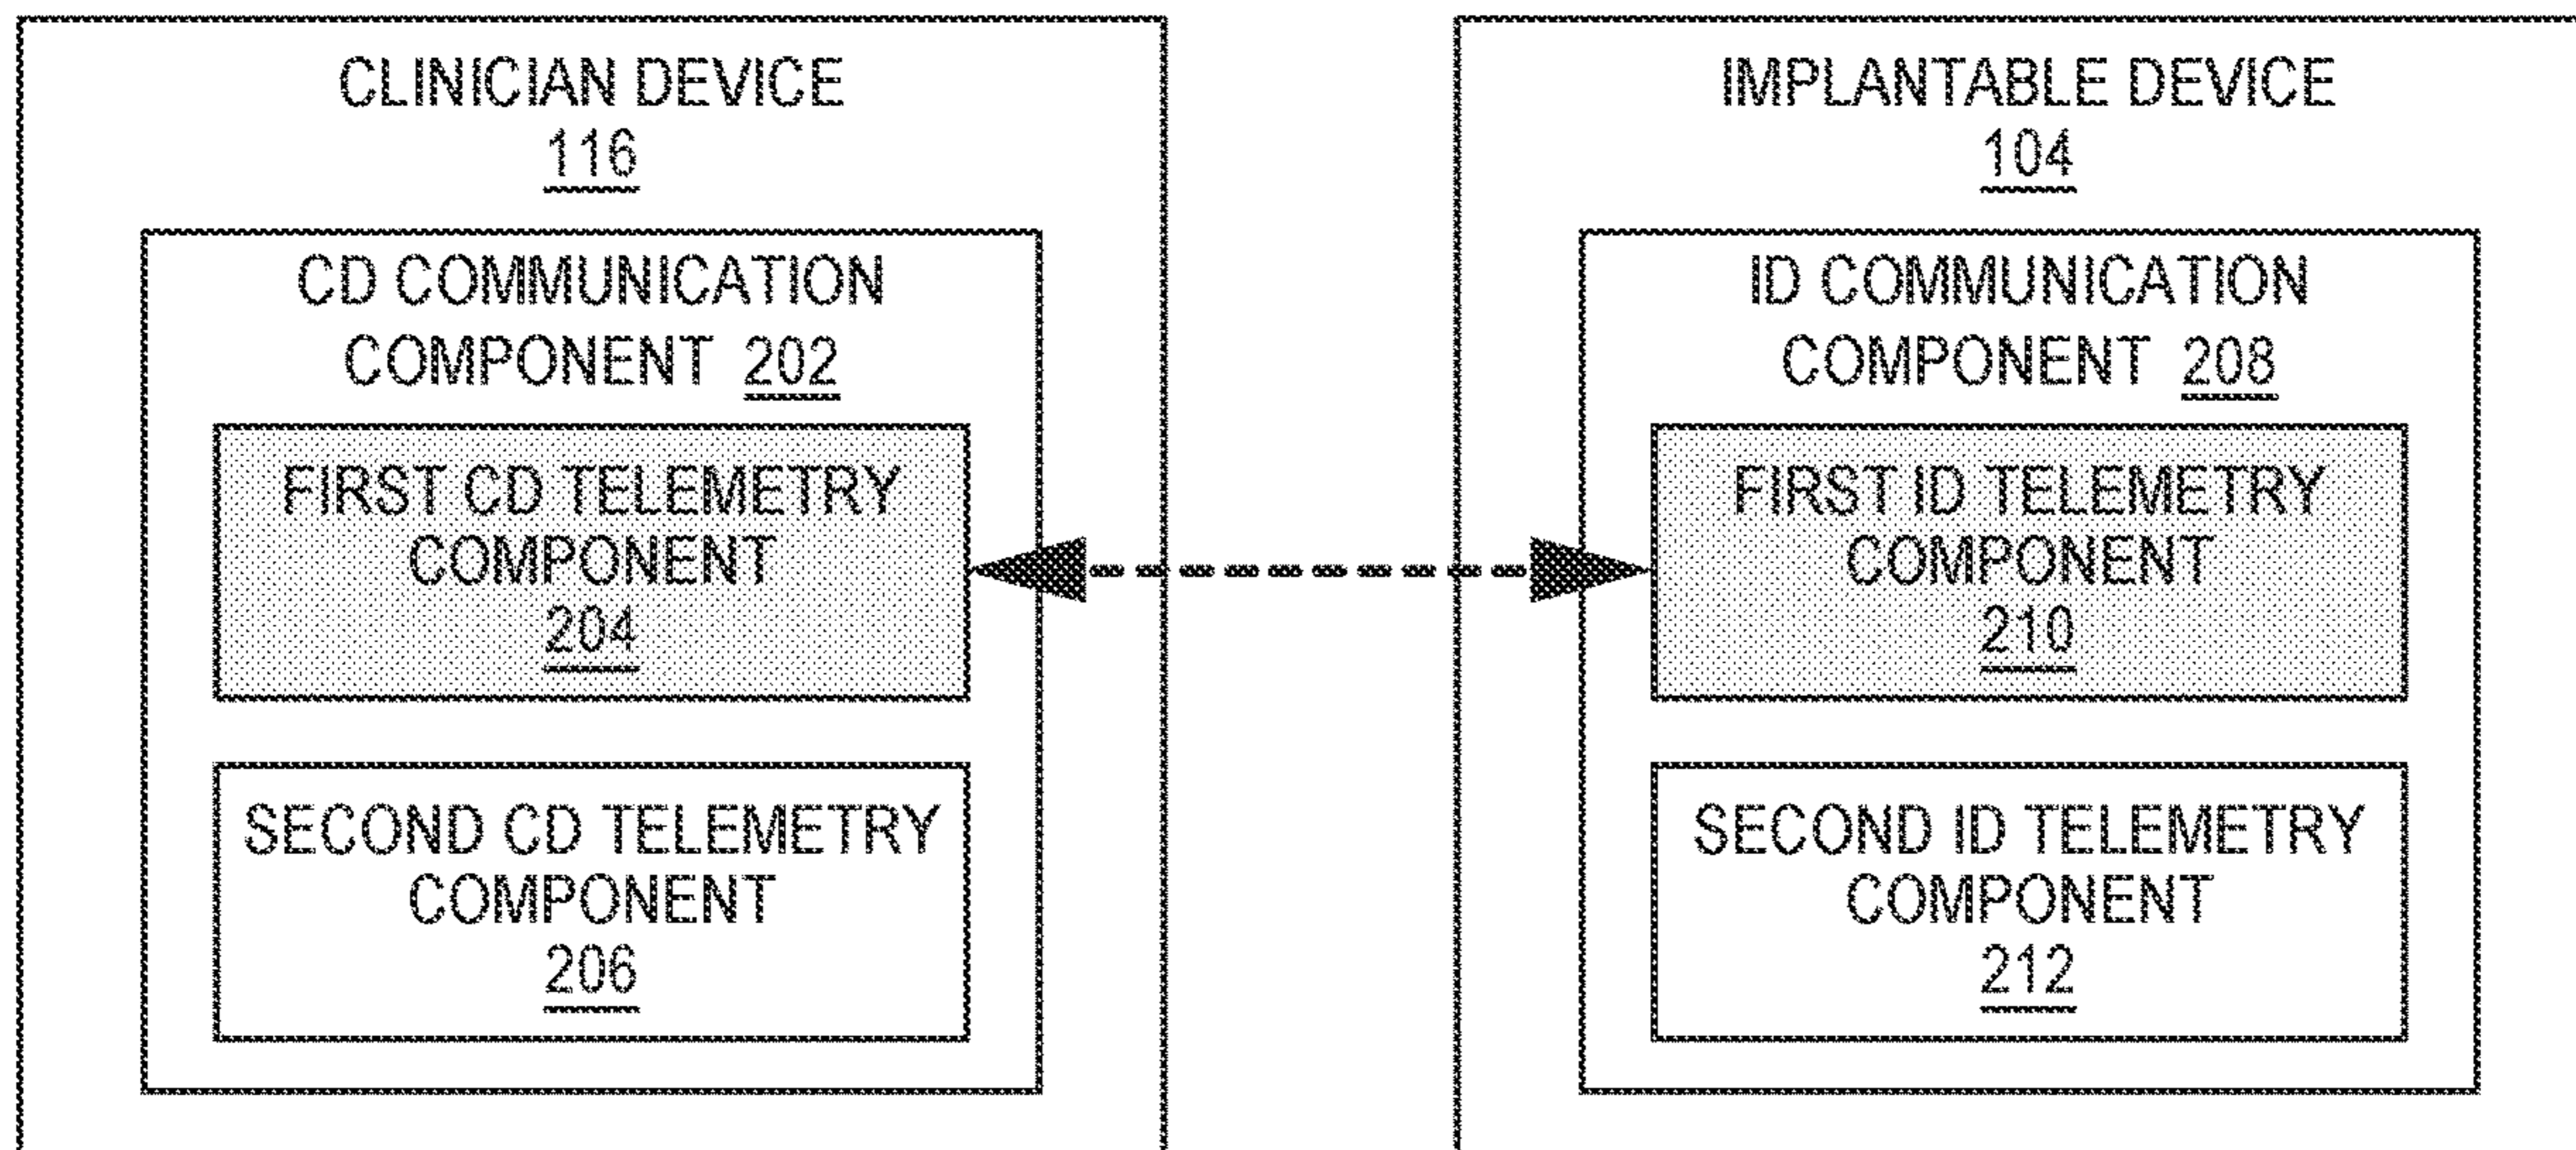 CLINICIAN DEVICE
116
CD COMMUNICATION
COMPONENT 202
FIRST CD TELEMETRY
COMPONENT
204
SECOND CD TELEMETRY
COMPONENT
206
IMPLANTABLE DEVICE
104
ID COMMUNICATION
COMPONENT 208
FIRST ID TELEMETRY
COMPONENT
210
SECOND ID TELEMETRY
COMPONENT
212